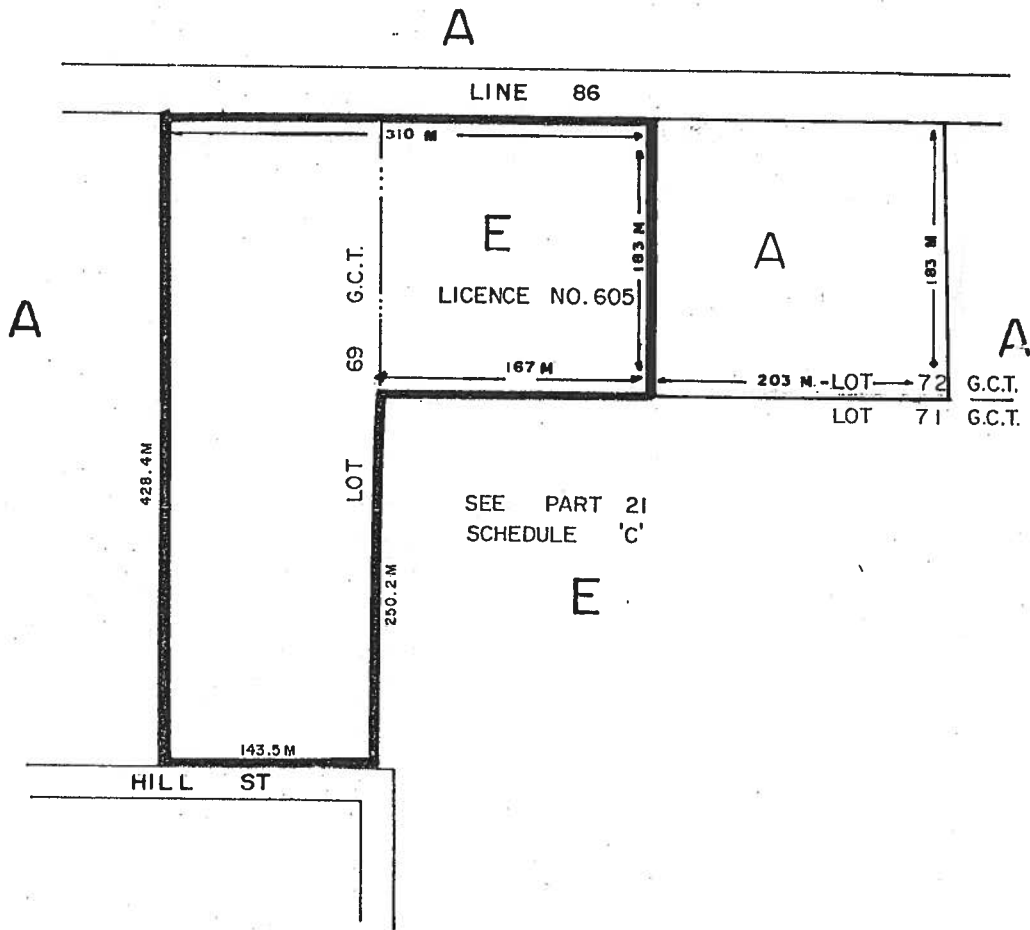 A
LINE 86
310 M
E
183 M
A
183 M
LICENCE NO. 605
A
A
LOT 69 G.C.T.
167 M
203 M.-LOT 72 G.C.T.
LOT 71 G.C.T.
428.4 M
SEE PART 21
SCHEDULE 'C'
250.2 M
E
143.5 M
HILL ST